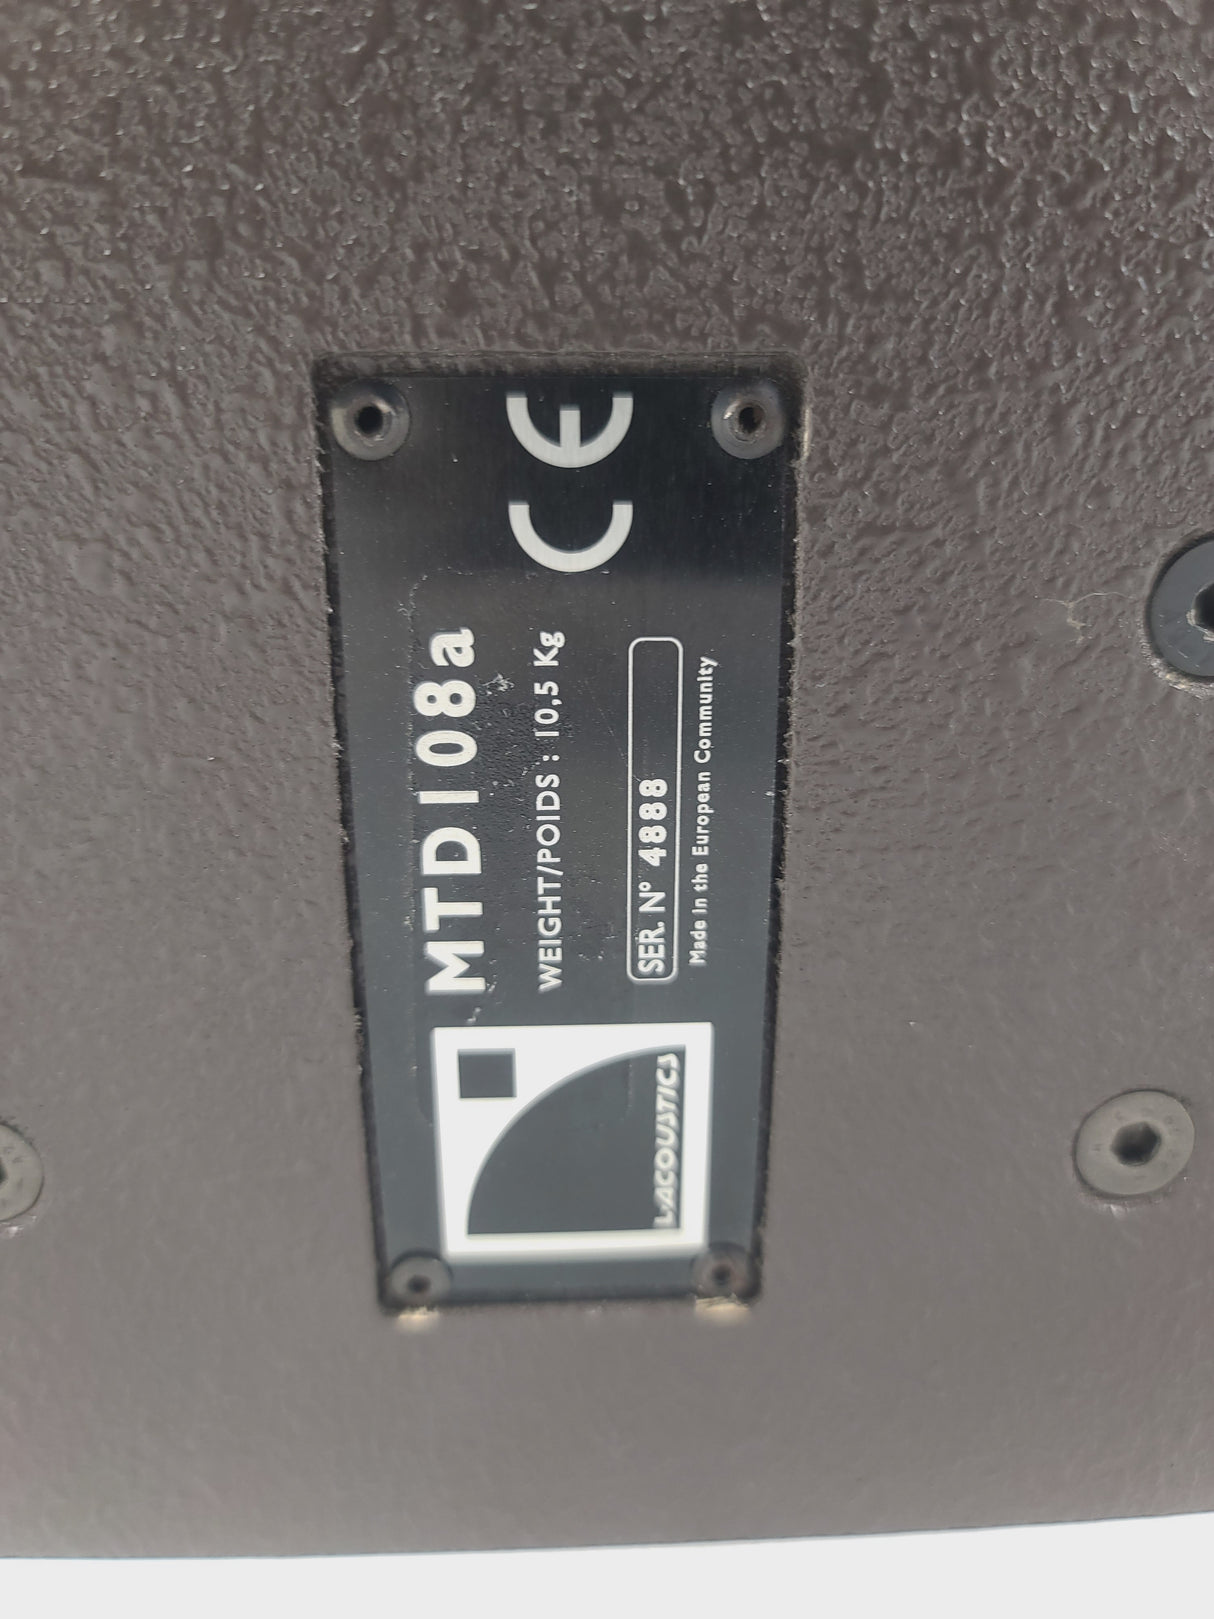 MTD108a
WEIGHT/POIDS : 10,5 Kg
SER. N° 4888
Made in the European Community
L-ACOUSTICS
CE